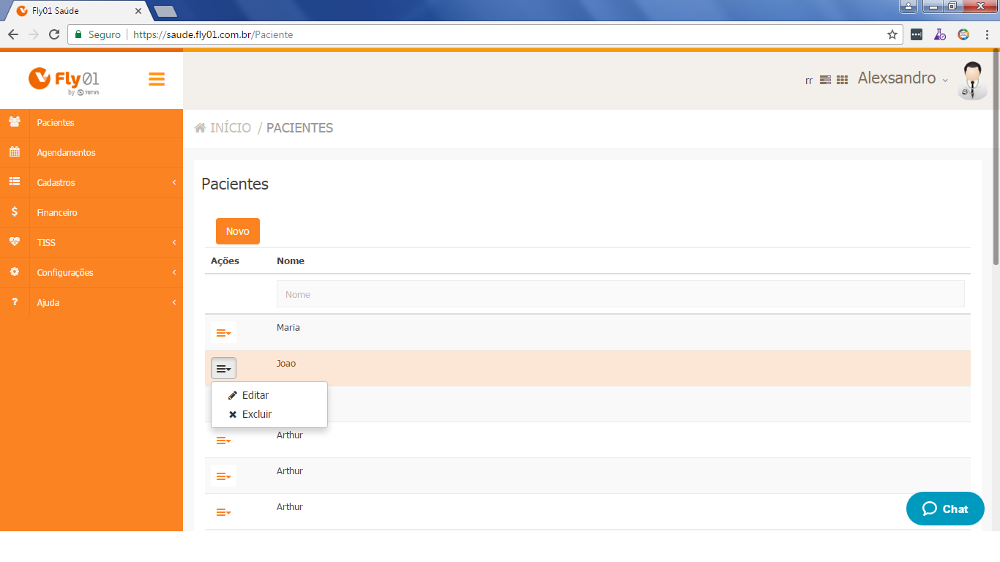 Fly01 Saúde
Seguro https://saude.fly01.com.br/Paciente
Fly01
by TOTVS
rr Alexsandro
Pacientes
Agendamentos
Cadastros
Financeiro
TISS
Configurações
Ajuda
INÍCIO / PACIENTES
Pacientes
Novo
Ações Nome
Nome
Maria
Joao
Editar
Excluir
Arthur
Arthur
Arthur
Chat